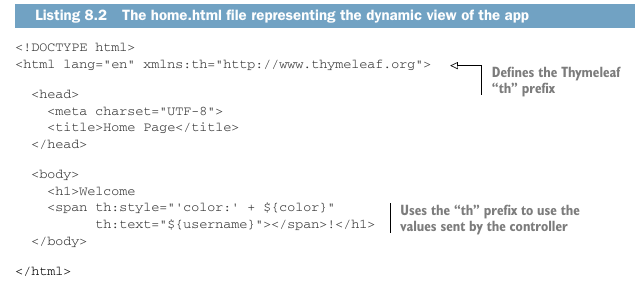 Listing 8.2 The home.html file representing the dynamic view of the app
<!DOCTYPE html>
<html lang="en" xmlns:th="http://www.thymeleaf.org">
Defines the Thymeleaf
“th” prefix
<head>
<meta charset="UTF-8">
<title>Home Page</title>
</head>
<body>
<h1>Welcome
<span th:style="'color:' + ${color}"
th:text="${username}"></span>!</h1>
Uses the “th” prefix to use the
values sent by the controller
</body>
</html>